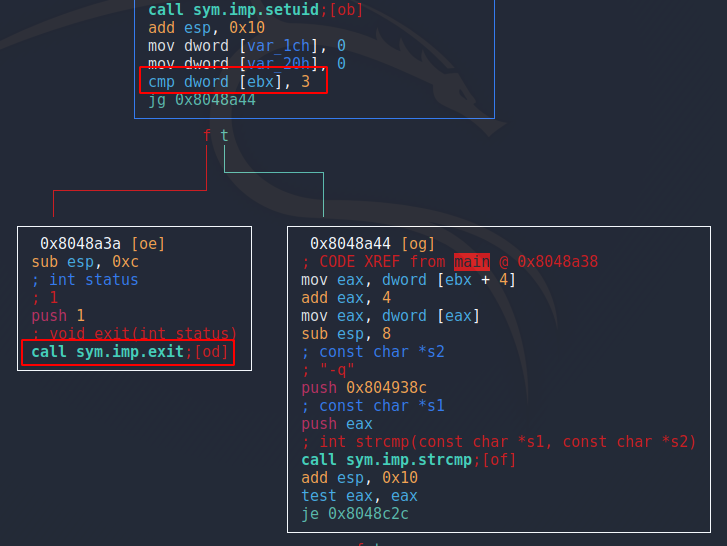 call sym.imp.setuid;[ob]
add esp, 0x10
mov dword [var_1ch], 0
mov dword [var_20h], 0
cmp dword [ebx], 3
jg 0x8048a44
f t
0x8048a3a [oe]
sub esp, 0xc
; int status
; 1
push 1
; void exit(int status)
call sym.imp.exit;[od]
0x8048a44 [og]
; CODE XREF from main @ 0x8048a38
mov eax, dword [ebx + 4]
add eax, 4
mov eax, dword [eax]
sub esp, 8
; const char *s2
; "-q"
push 0x804938c
; const char *s1
push eax
; int strcmp(const char *s1, const char *s2)
call sym.imp.strcmp;[of]
add esp, 0x10
test eax, eax
je 0x8048c2c
f t